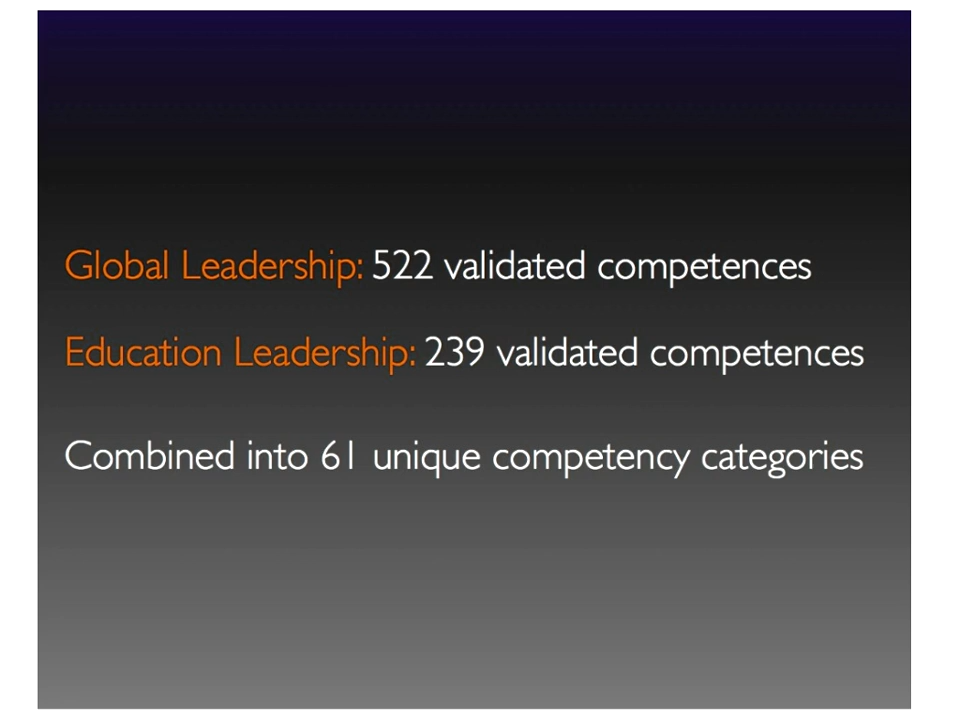 Global Leadership: 522 validated competences
Education Leadership: 239 validated competences
Combined into 61 unique competency categories